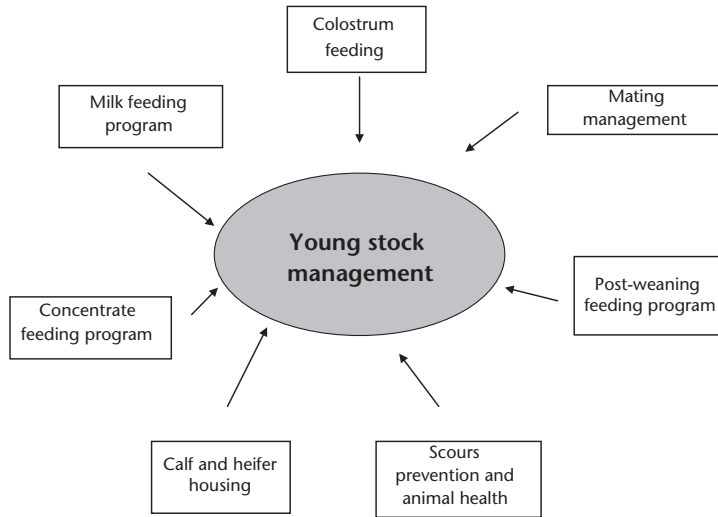 Colostrum
feeding
Milk feeding
program
Mating
management
Young stock
management
Post-weaning
feeding program
Concentrate
feeding program
Calf and heifer
housing
Scours
prevention and
animal health